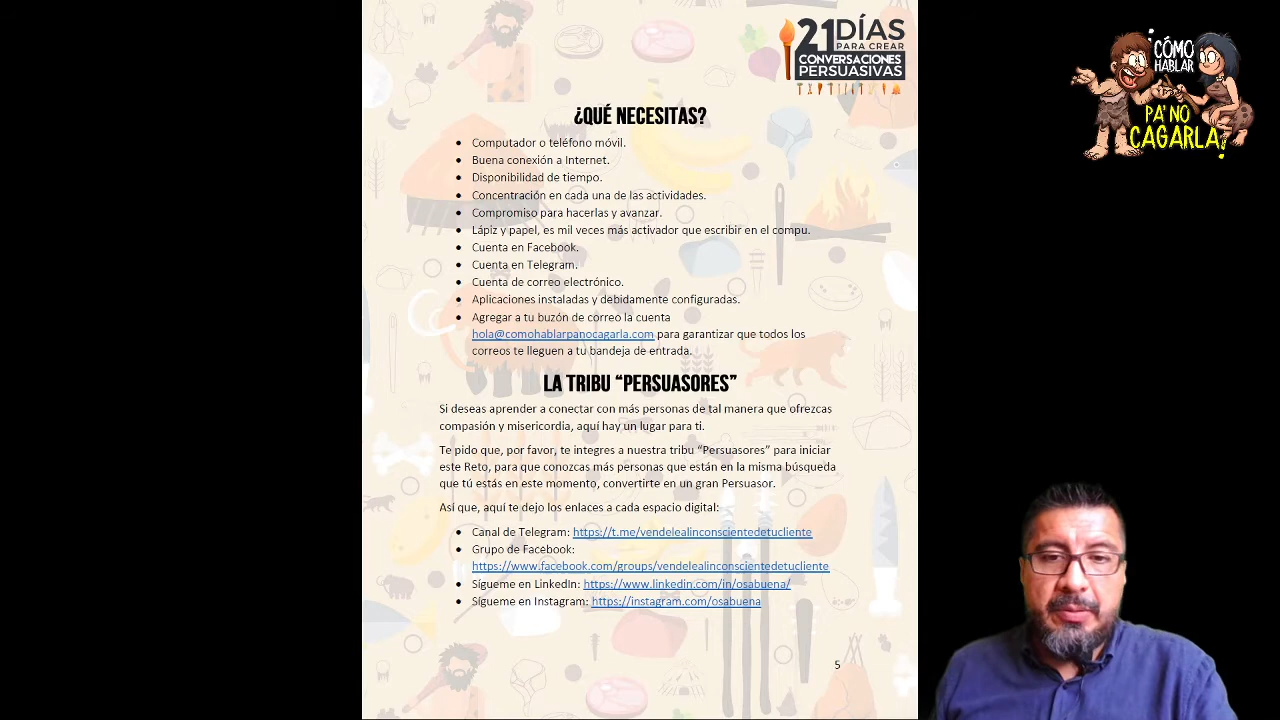 21 DÍAS
PARA CREAR
CONVERSACIONES
PERSUASIVAS
¡CÓMO
HABLAR
PA' NO
CAGARLA!
¿QUÉ NECESITAS?
• Computador o teléfono móvil.
• Buena conexión a Internet.
• Disponibilidad de tiempo.
• Concentración en cada una de las actividades.
• Compromiso para hacerlas y avanzar.
• Lápiz y papel, es mil veces más activador que escribir en el compu.
• Cuenta en Facebook.
• Cuenta en Telegram.
• Cuenta de correo electrónico.
• Aplicaciones instaladas y debidamente configuradas.
• Agregar a tu buzón de correo la cuenta
hola@comohablarpanocagarla.com para garantizar que todos los
correos te lleguen a tu bandeja de entrada.
LA TRIBU “PERSUASORES”
Si deseas aprender a conectar con más personas de tal manera que ofrezcas
compasión y misericordia, aquí hay un lugar para ti.
Te pido que, por favor, te integres a nuestra tribu “Persuasores” para iniciar
este Reto, para que conozcas más personas que están en la misma búsqueda
que tú estás en este momento, convertirte en un gran Persuasor.
Así que, aquí te dejo los enlaces a cada espacio digital:
• Canal de Telegram: https://t.me/vendelealinconscientedetucliente
• Grupo de Facebook:
https://www.facebook.com/groups/vendelealinconscientedetucliente
• Sígueme en LinkedIn: https://www.linkedin.com/in/osabuena/
• Sígueme en Instagram: https://instagram.com/osabuena
5